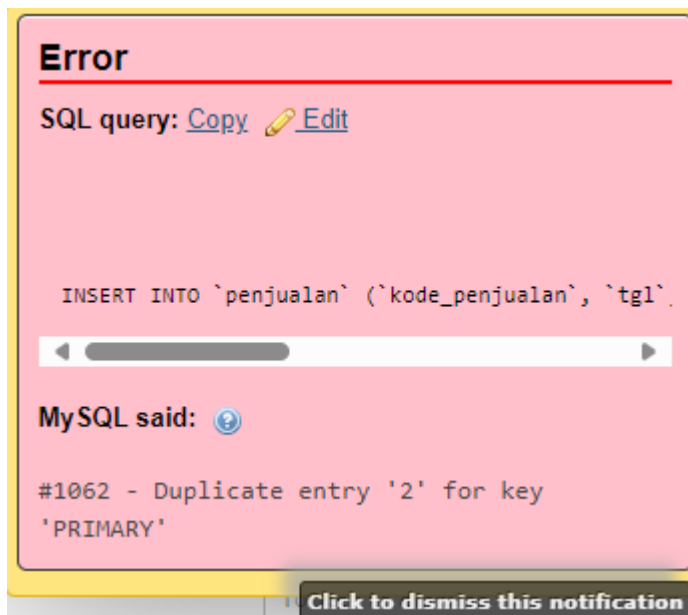 Error
SQL query: Copy Edit
INSERT INTO `penjualan` (`kode_penjualan`, `tgl`
MySQL said:
#1062 - Duplicate entry '2' for key
'PRIMARY'
Click to dismiss this notification